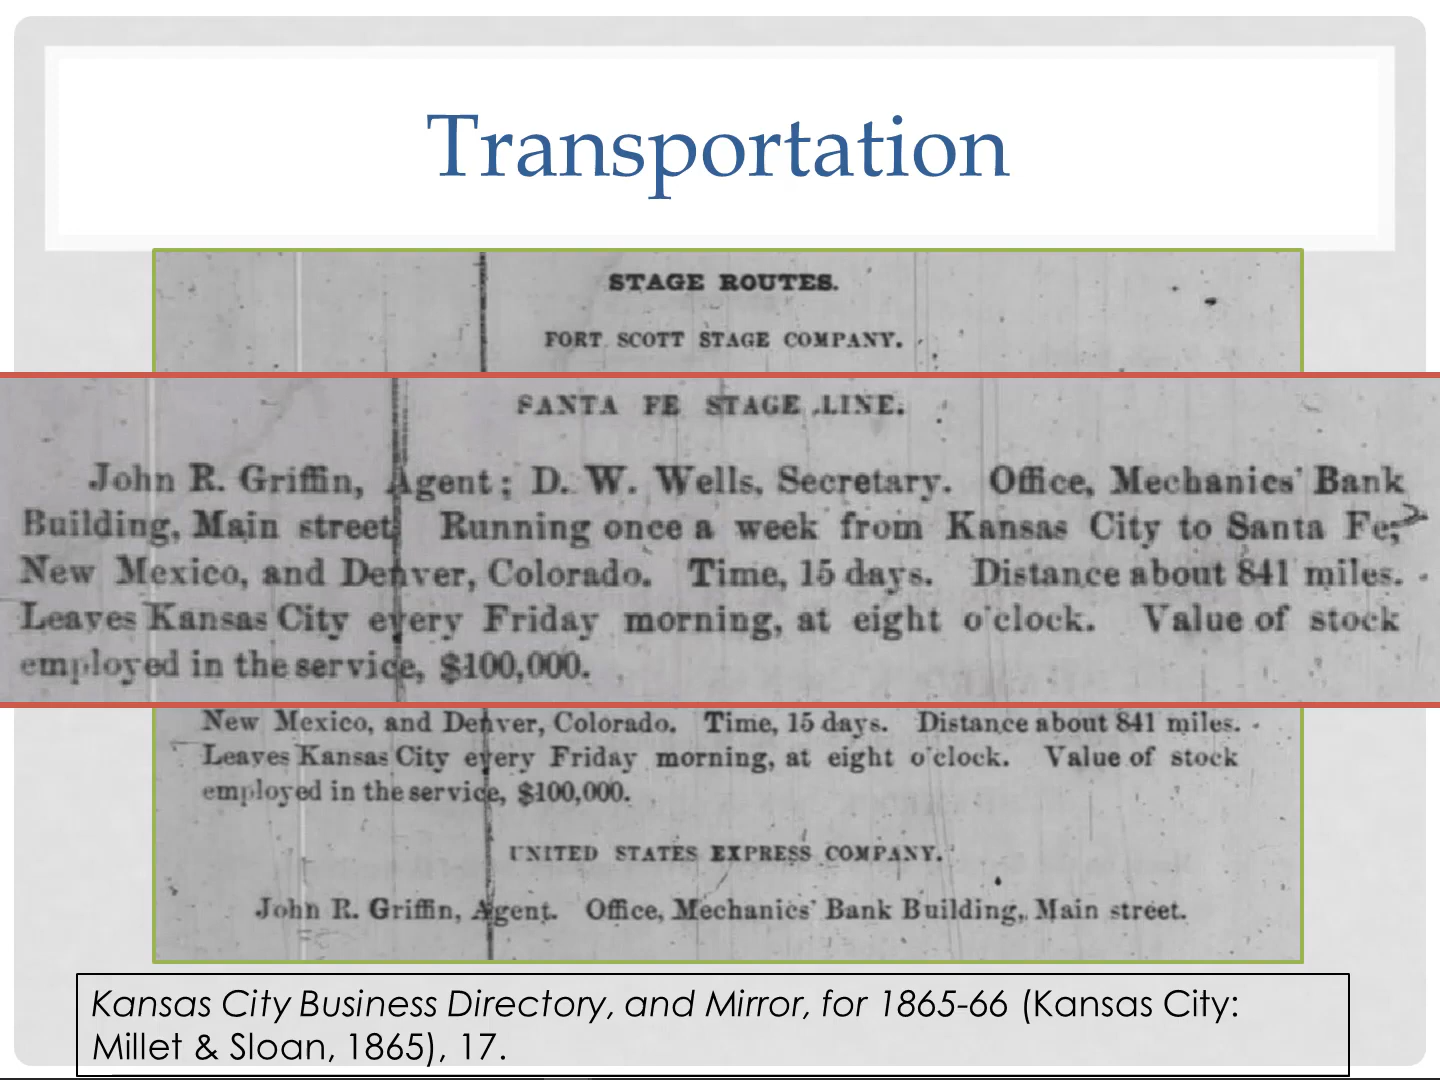 Transportation
STAGE ROUTES.
FORT SCOTT STAGE COMPANY.
SANTA FE STAGE LINE.
John R. Griffin, Agent; D. W. Wells, Secretary. Office, Mechanics' Bank
Building, Main street. Running once a week from Kansas City to Santa Fe,
New Mexico, and Denver, Colorado. Time, 15 days. Distance about 841 miles.
Leaves Kansas City every Friday morning, at eight o'clock. Value of stock
employed in the service, $100,000.
New Mexico, and Denver, Colorado. Time, 15 days. Distance about 841 miles.
Leaves Kansas City every Friday morning, at eight o'clock. Value of stock
employed in the service, $100,000.
UNITED STATES EXPRESS COMPANY.
John R. Griffin, Agent. Office, Mechanics' Bank Building, Main street.
Kansas City Business Directory, and Mirror, for 1865-66 (Kansas City:
Millet & Sloan, 1865), 17.